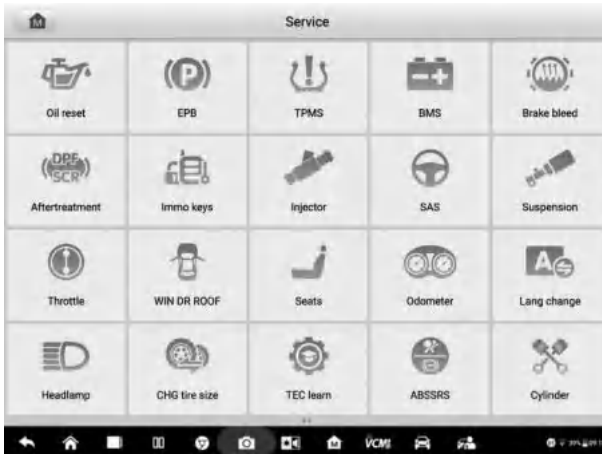 M
Service
Oil reset
EPB
TPMS
BMS
Brake bleed
DPF
SCR
Aftertreatment
Immo keys
Injector
SAS
Suspension
Throttle
WIN DR ROOF
Seats
Odometer
A
Lang change
Headlamp
CHG tire size
TEC learn
ABSSRS
Cylinder
M
VCMI